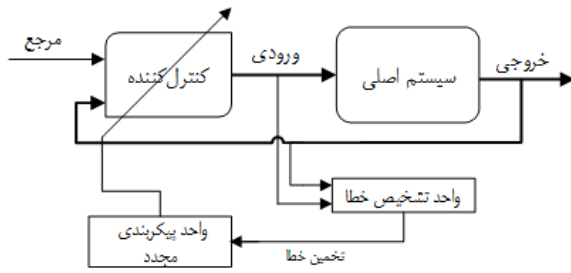 مرجع
کنترل‌کننده
ورودی
سیستم اصلی
خروجی
واحد تشخیص خطا
تخمین خطا
واحد پیکربندی
مجدد